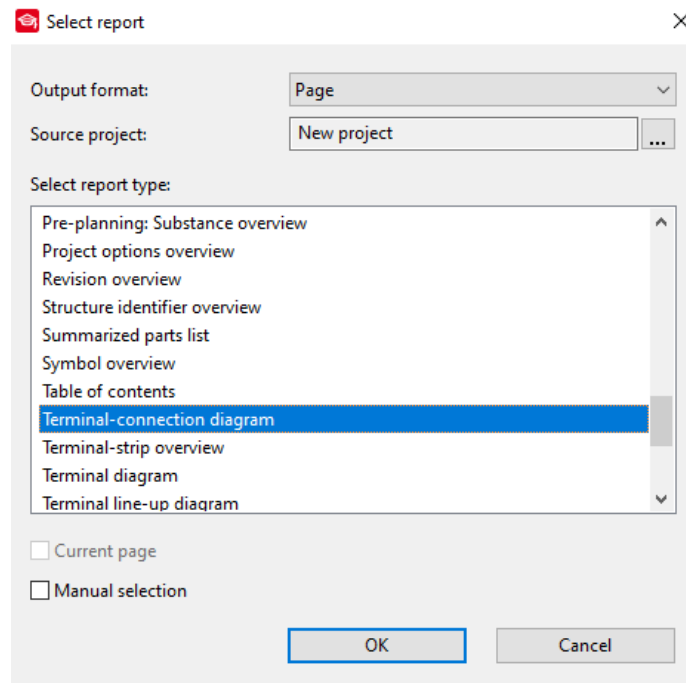 Select report
Output format: Page
Source project: New project ...
Select report type:
Pre-planning: Substance overview
Project options overview
Revision overview
Structure identifier overview
Summarized parts list
Symbol overview
Table of contents
Terminal-connection diagram
Terminal-strip overview
Terminal diagram
Terminal line-up diagram
Current page
Manual selection
OK Cancel